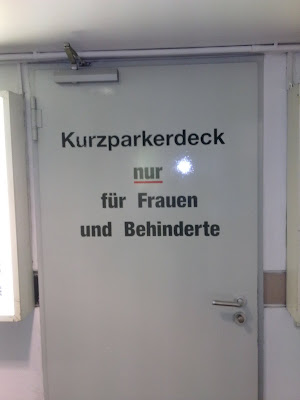 Kurzparkerdeck
nur
für Frauen
und Behinderte